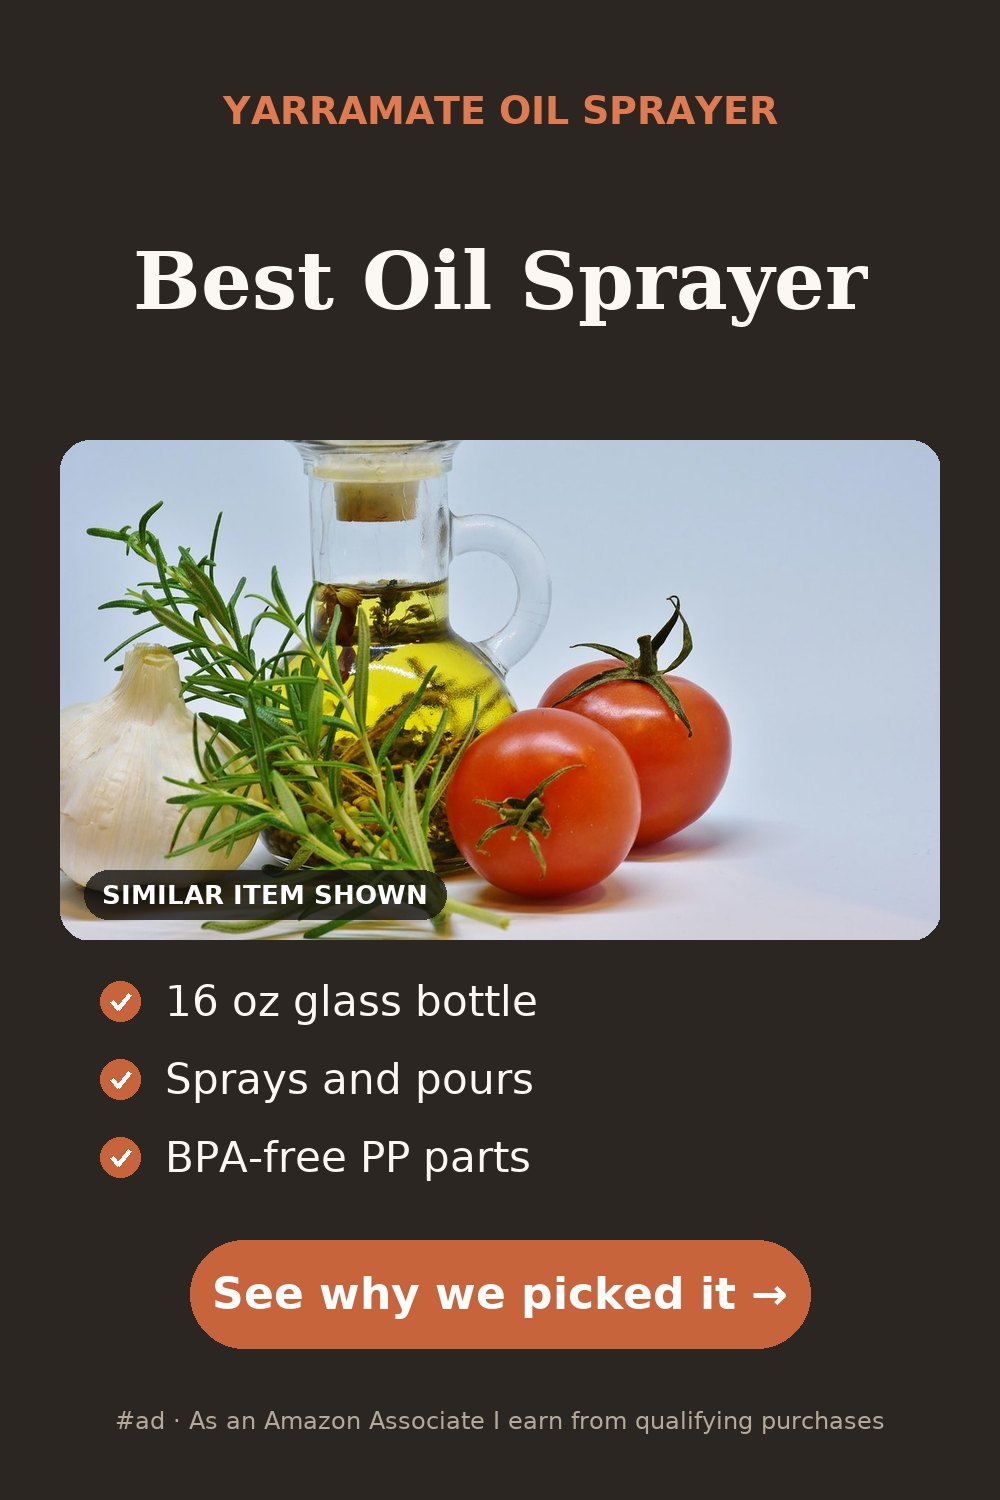 YARRAMATE OIL SPRAYER
Best Oil Sprayer
SIMILAR ITEM SHOWN
16 oz glass bottle
Sprays and pours
BPA-free PP parts
See why we picked it →
#ad · As an Amazon Associate I earn from qualifying purchases